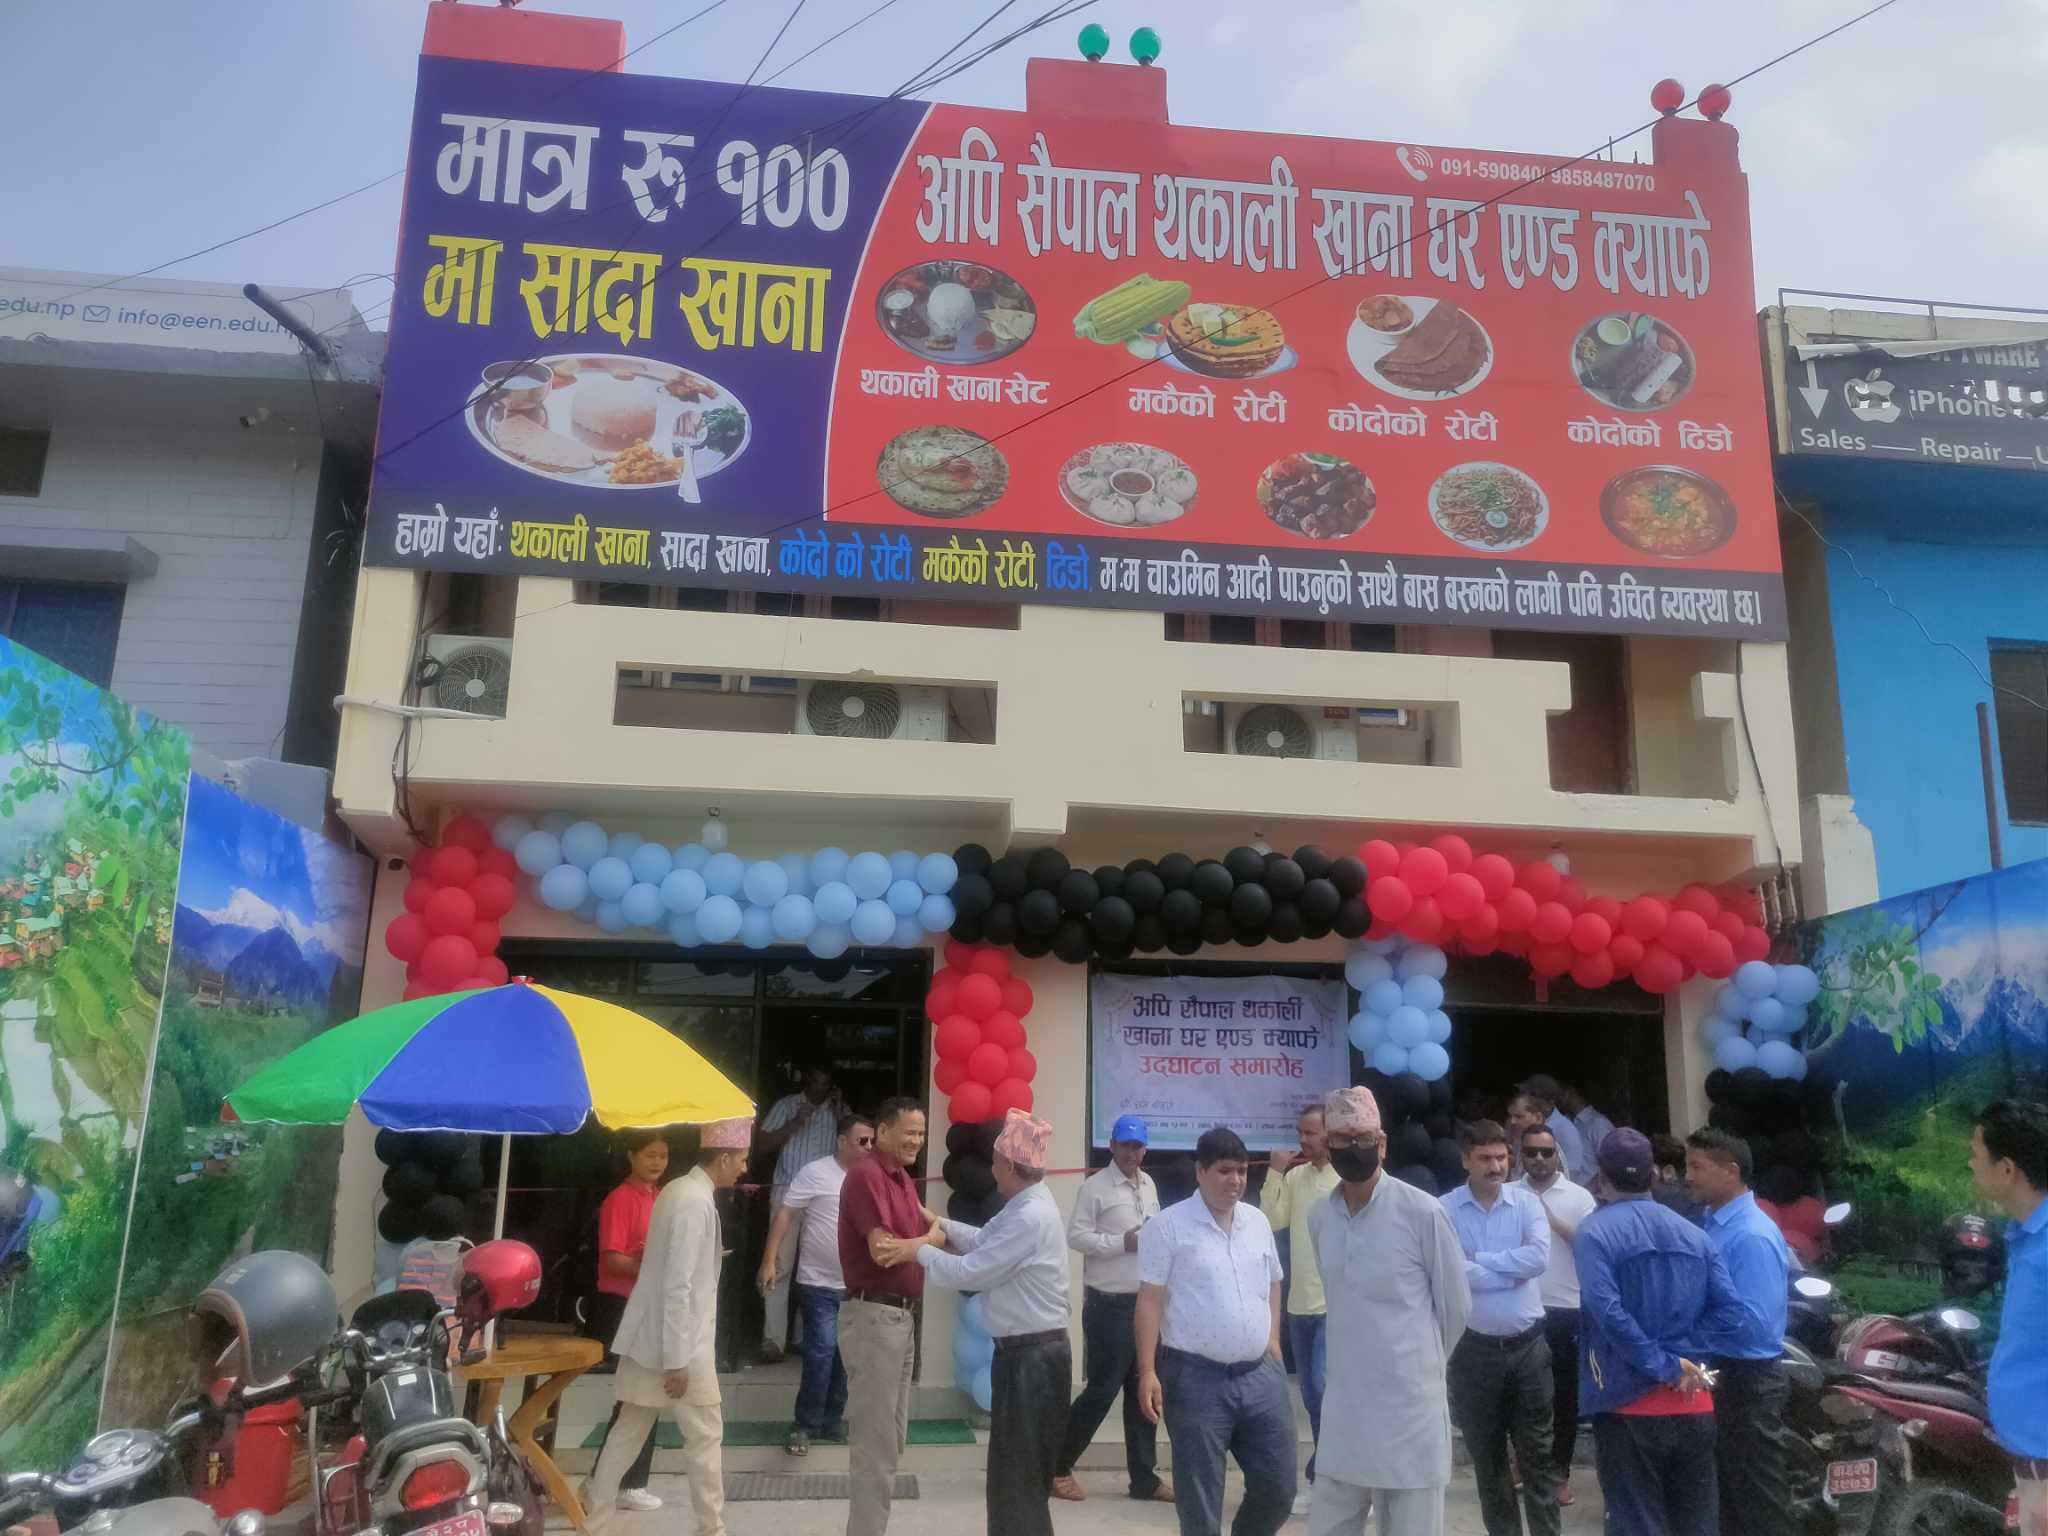 मात्र रू १००
मा सादा खाना
091-590840/ 9858487070
अपि सैपाल थकाली खाना घर एण्ड क्याफे
थकाली खाना सेट
मकैको रोटी
कोदोको रोटी
कोदोको ढिडो
हाम्रो यहाँ: थकाली खाना, सादा खाना, कोदो को रोटी, मकैको रोटी, ढिडो, म:म चाउमिन आदी पाउनुको साथै बास बस्नको लागी पनि उचित ब्यवस्था छ।
edu.np info@een.edu.n
iPhone
Sales — Repair —
TCL
अपि सैपाल थकाली
खाना घर एण्ड क्याफे
उद्घाटन समारोह